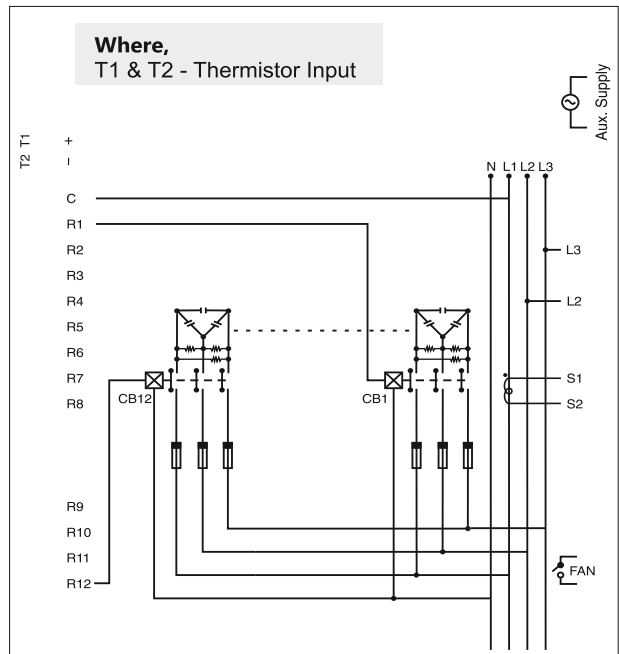 Where,
T1 & T2 - Thermistor Input
Aux. Supply
T2 T1
+
–
N L1 L2 L3
C
R1
R2
L3
R3
R4
L2
R5
R6
R7
S1
CB12
CB1
R8
S2
R9
R10
R11
FAN
R12